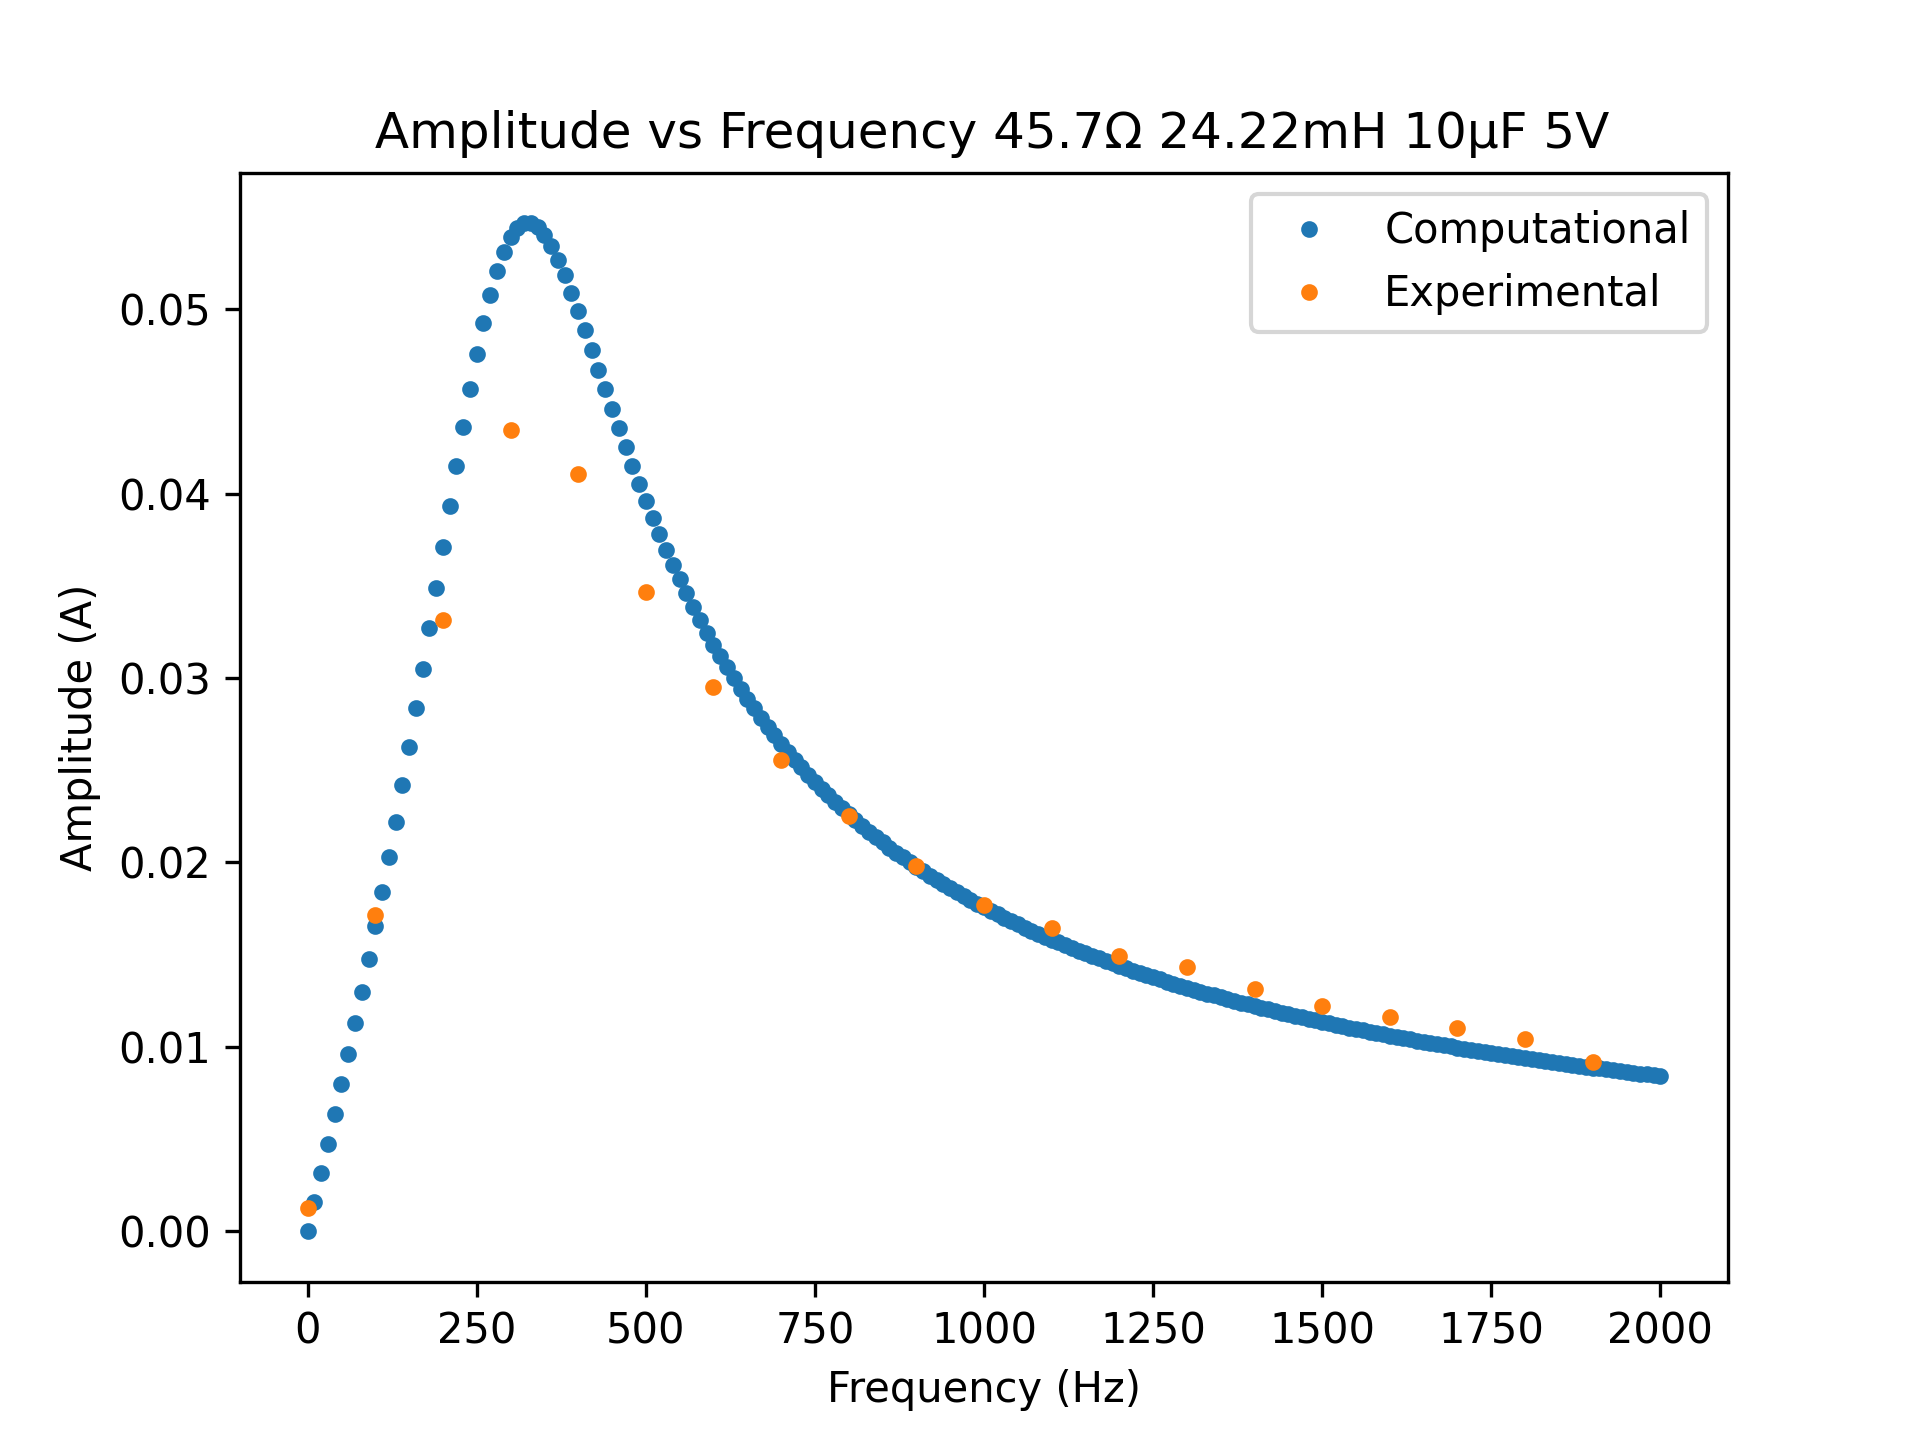 Amplitude vs Frequency 45.7Ω 24.22mH 10μF 5V
Computational
Experimental
0.05
0.04
0.03
0.02
0.01
0.00
Amplitude (A)
0 250 500 750 1000 1250 1500 1750 2000
Frequency (Hz)